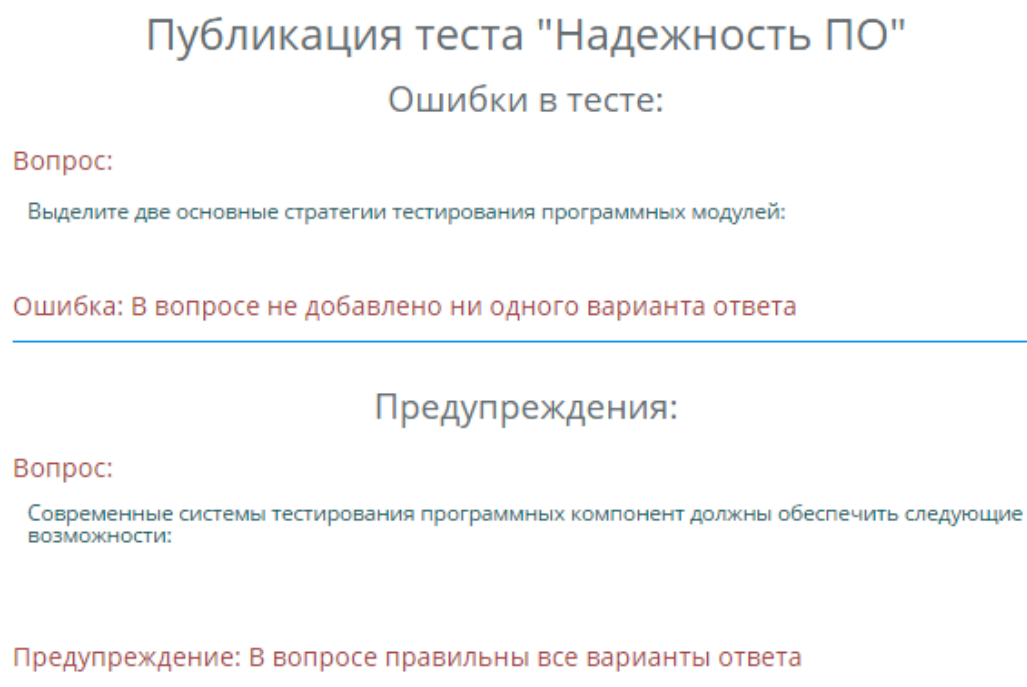 Публикация теста "Надежность ПО"
Ошибки в тесте:
Вопрос:
Выделите две основные стратегии тестирования программных модулей:
Ошибка: В вопросе не добавлено ни одного варианта ответа
Предупреждения:
Вопрос:
Современные системы тестирования программных компонент должны обеспечить следующие
возможности:
Предупреждение: В вопросе правильны все варианты ответа